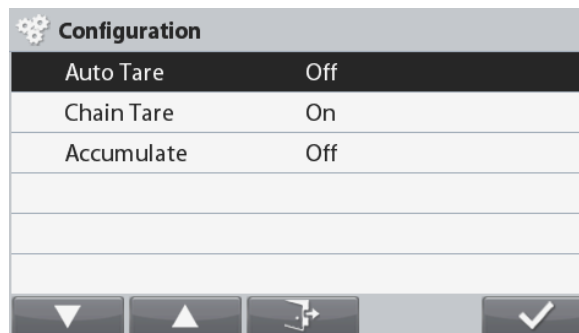 Configuration
Auto Tare Off
Chain Tare On
Accumulate Off